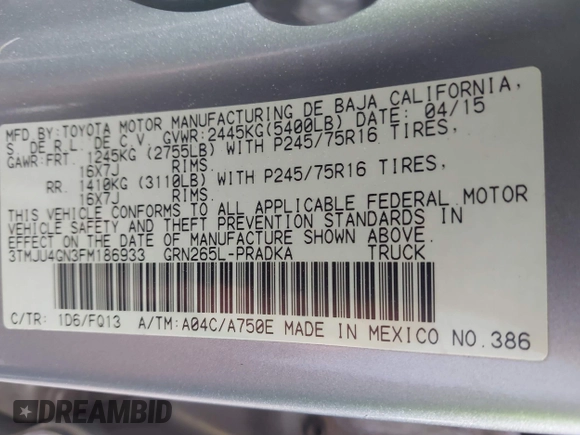 MFD BY: TOYOTA MOTOR MANUFACTURING DE BAJA CALIFORNIA,
S. DE R.L. DE C.V. GVWR: 2445KG(5400LB) DATE: 04/15
GAWR:FRT. 1245KG (2755LB) WITH P245/75R16 TIRES,
16X7J RIMS.
RR. 1410KG (3110LB) WITH P245/75R16 TIRES,
16X7J RIMS.
THIS VEHICLE CONFORMS TO ALL APPLICABLE FEDERAL MOTOR
VEHICLE SAFETY AND THEFT PREVENTION STANDARDS IN
EFFECT ON THE DATE OF MANUFACTURE SHOWN ABOVE.
3TMJU4GN3FM186933 GRN265L-PRADKA TRUCK
C/TR: 1D6/FQ13 A/TM:A04C/A750E MADE IN MEXICO NO.386
DREAMBID